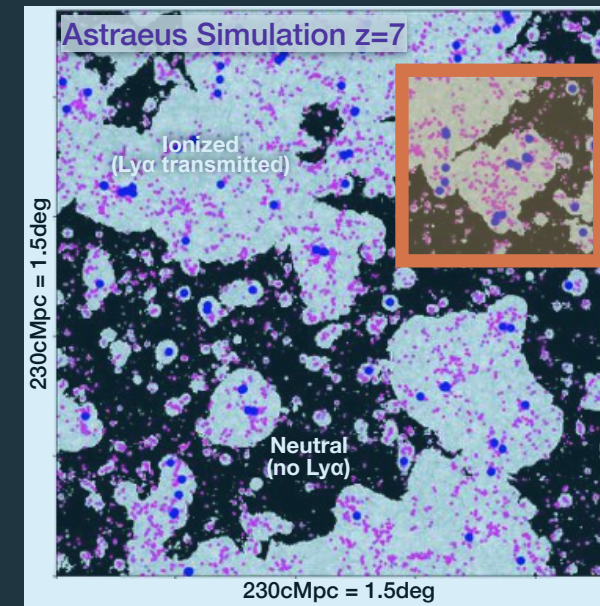 Astraeus Simulation z=7
Ionized
(Lyα transmitted)
230cMpc = 1.5deg
Neutral
(no Lyα)
230cMpc = 1.5deg